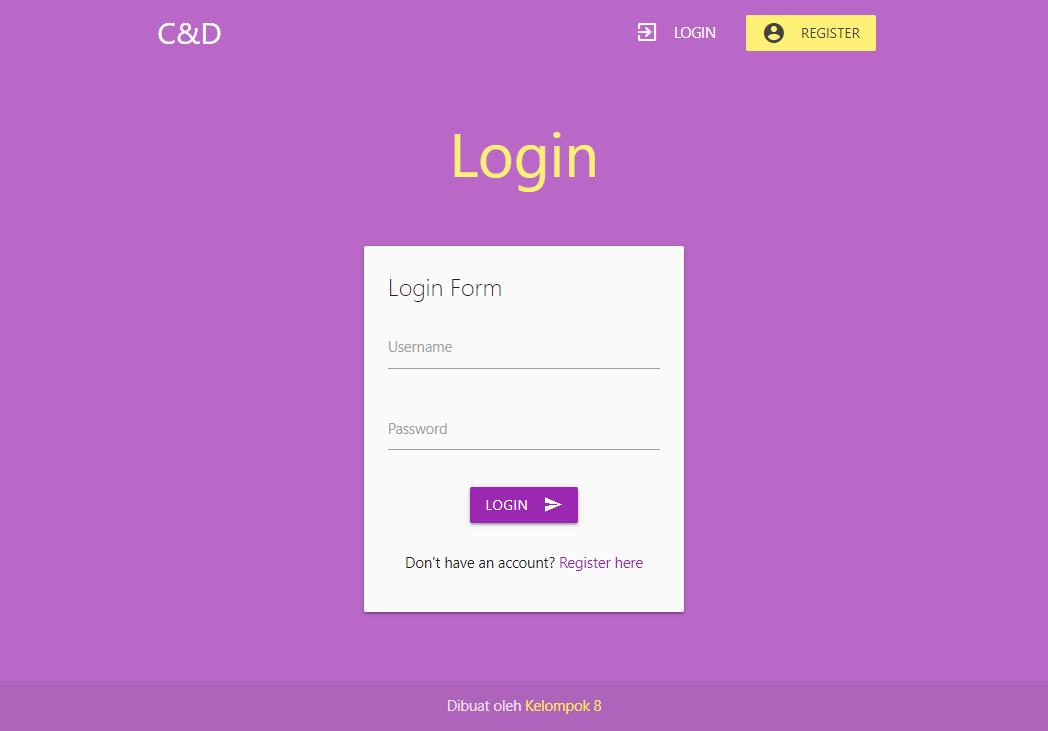 C&D
LOGIN
REGISTER
Login
Login Form
Username
Password
LOGIN
Don't have an account? Register here
Dibuat oleh Kelompok 8